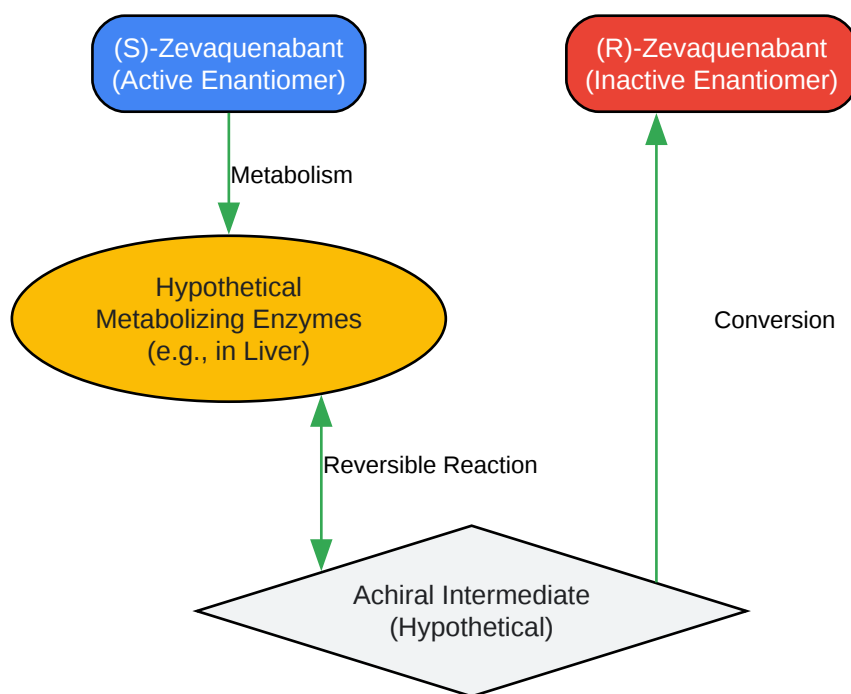 (S)-Zevaquenabant
(Active Enantiomer)
(R)-Zevaquenabant
(Inactive Enantiomer)
Metabolism
Hypothetical
Metabolizing Enzymes
(e.g., in Liver)
Conversion
Reversible Reaction
Achiral Intermediate
(Hypothetical)